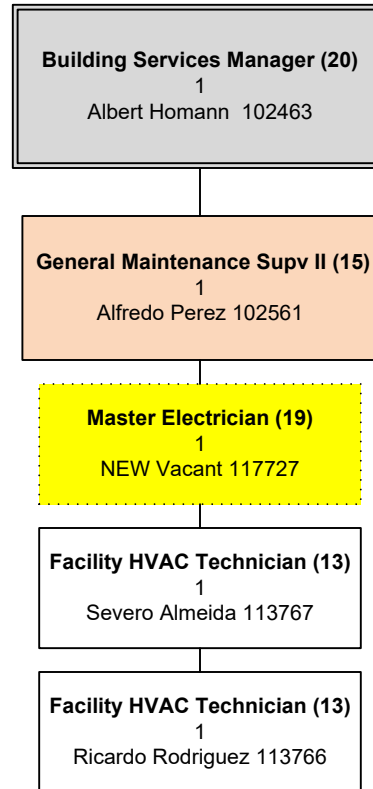 Building Services Manager (20)
1
Albert Homann  102463
General Maintenance Supv II (15)
1
Alfredo Perez 102561
Master Electrician (19)
1
NEW Vacant 117727
Facility HVAC Technician (13)
1
Severo Almeida 113767
Facility HVAC Technician (13)
1
Ricardo Rodriguez 113766